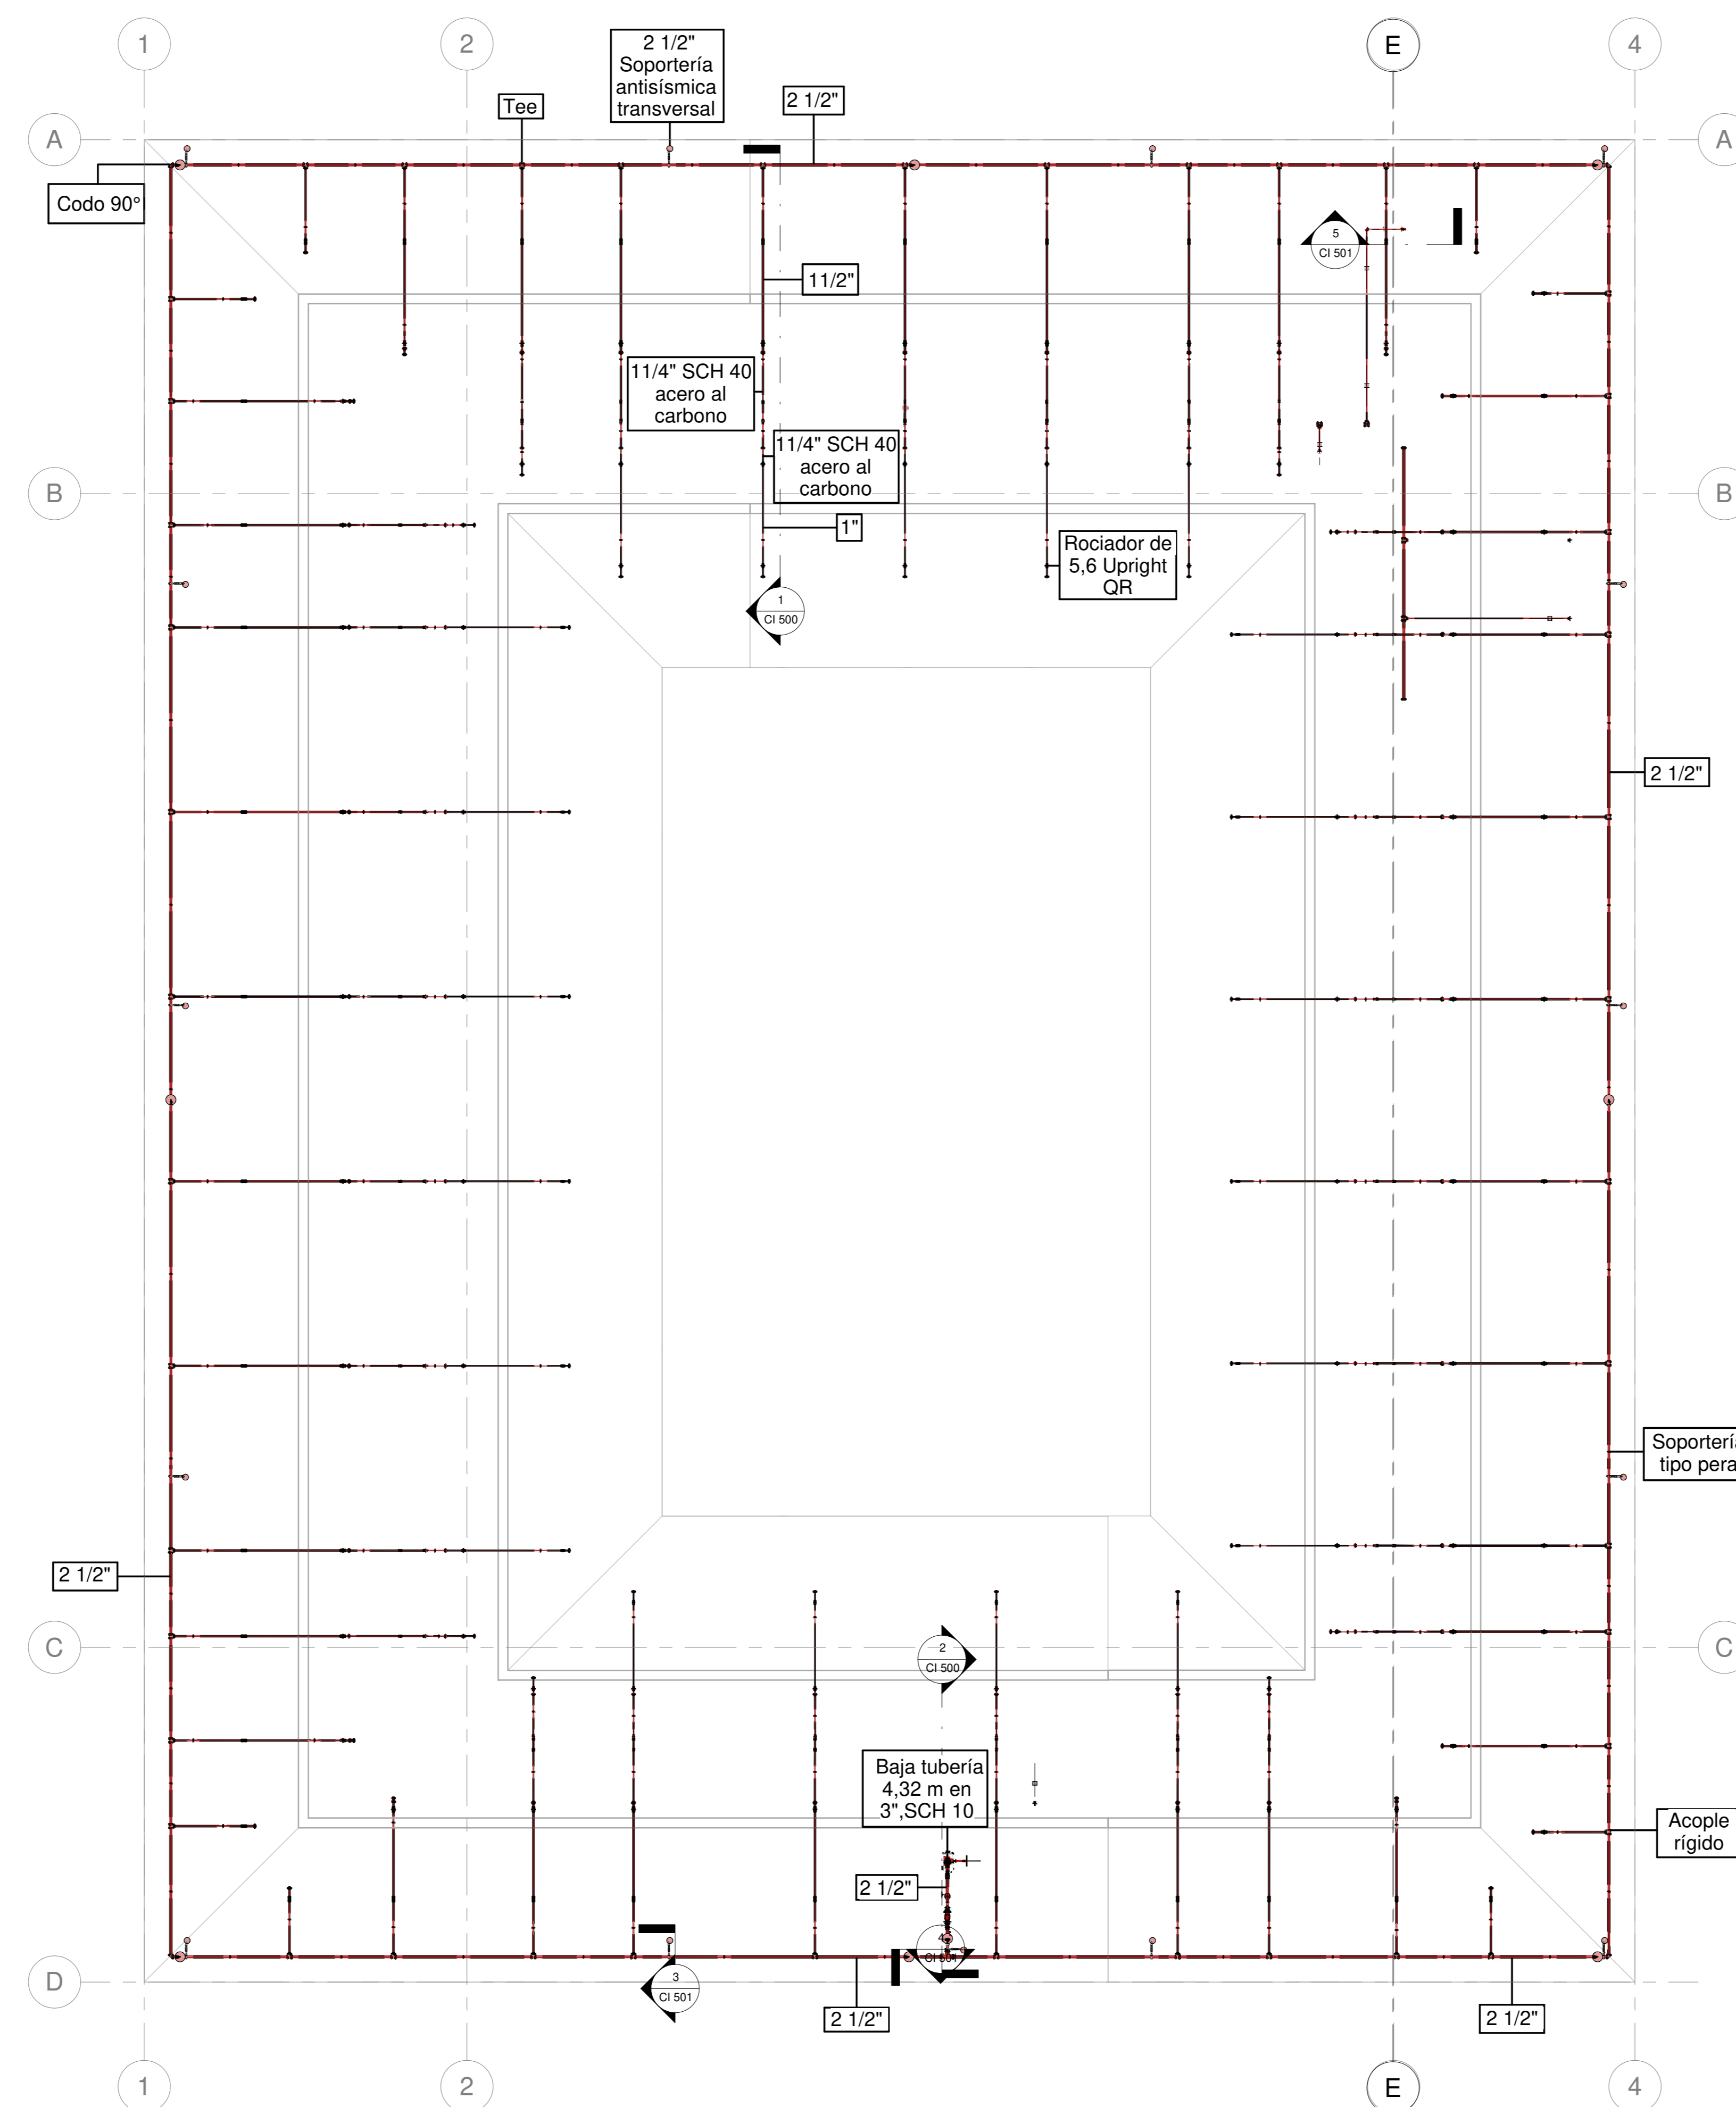 1
2
E
4
2 1/2"
Soportería
antisísmica
transversal
Tee
2 1/2"
A
A
Codo 90°
5
CI 501
11/2"
11/4" SCH 40
acero al
carbono
11/4" SCH 40
acero al
carbono
B
B
1"
Rociador de
5,6 Upright
QR
1
CI 500
2 1/2"
Soporterí
tipo pera
2 1/2"
C
2
CI 500
C
Baja tubería
4,32 m en
3",SCH 10
Acople
rígido
2 1/2"
4
CI 501
D
3
CI 501
2 1/2"
2 1/2"
1
2
E
4